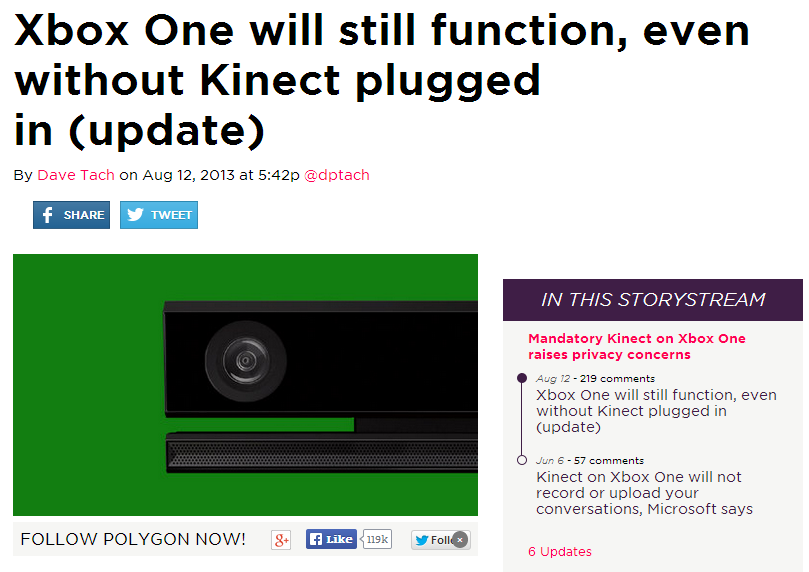 Xbox One will still function, even
without Kinect plugged
in (update)
By Dave Tach on Aug 12, 2013 at 5:42p @dptach
SHARE
TWEET
IN THIS STORYSTREAM
Mandatory Kinect on Xbox One
raises privacy concerns
Aug 12 - 219 comments
Xbox One will still function, even
without Kinect plugged in
(update)
Jun 6 - 57 comments
Kinect on Xbox One will not
record or upload your
conversations, Microsoft says
6 Updates
FOLLOW POLYGON NOW!
Like
119k